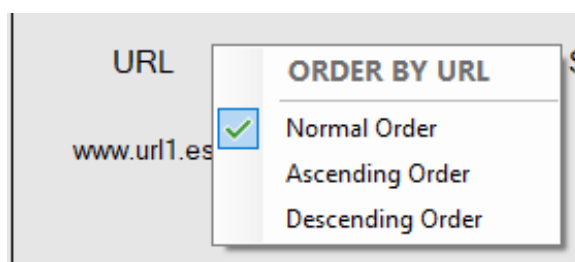 URL
ORDER BY URL
Normal Order
www.url1.es
Ascending Order
Descending Order